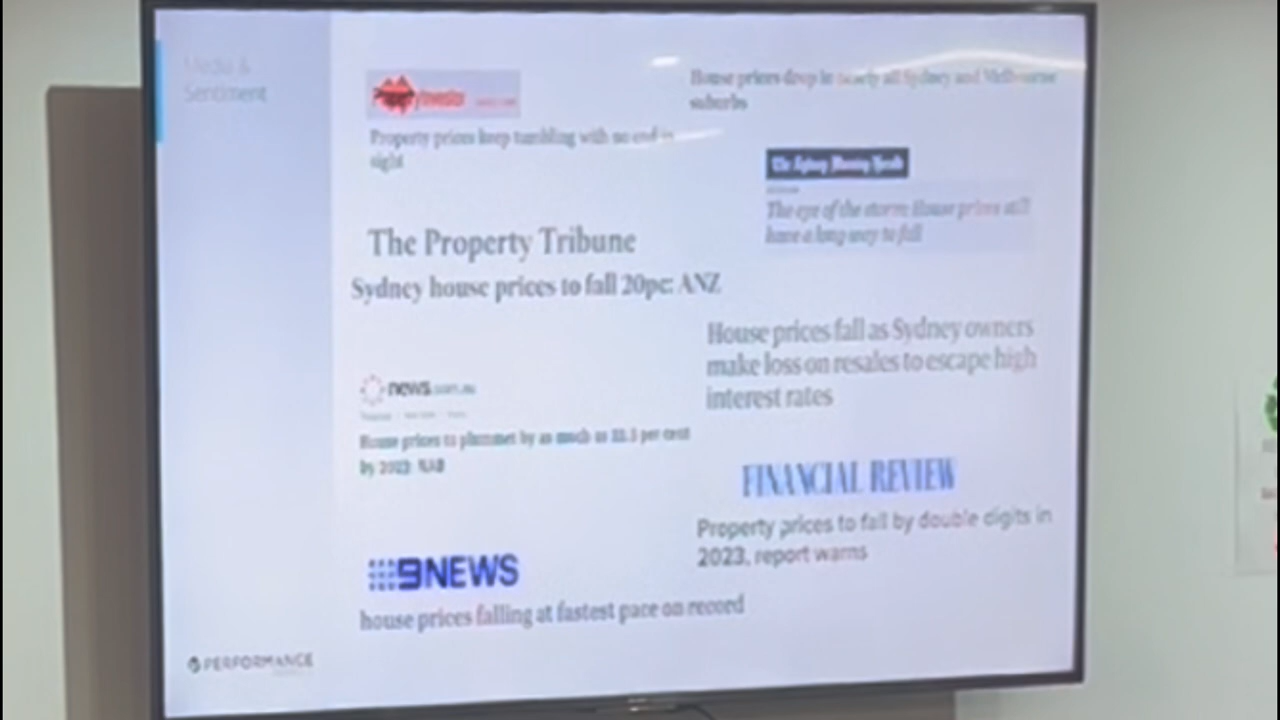 Media &
Sentiment
Property prices keep tumbling with no end in
sight
The Property Tribune
Sydney house prices to fall 20pc: ANZ
news.com.au
House prices to plummet by as much as per cent
by 2023: NAB
9NEWS
house prices falling at fastest pace on record
House prices drop in nearly all Sydney and Melbourne
suburbs
The Sydney Morning Herald
The eye of the storm: House prices still
have a long way to fall
House prices fall as Sydney owners
make loss on resales to escape high
interest rates
FINANCIAL REVIEW
Property prices to fall by double digits in
2023, report warns
PERFORMANCE